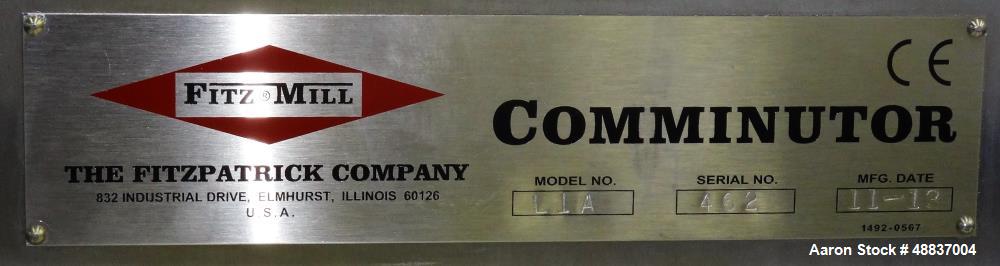 FITZ ® MILL
THE FITZPATRICK COMPANY
832 INDUSTRIAL DRIVE, ELMHURST, ILLINOIS 60126
U.S.A.
CE
COMMINUTOR
MODEL NO. SERIAL NO. MFG. DATE
L1A 462 11-13
1492-0567
Aaron Stock # 48837004